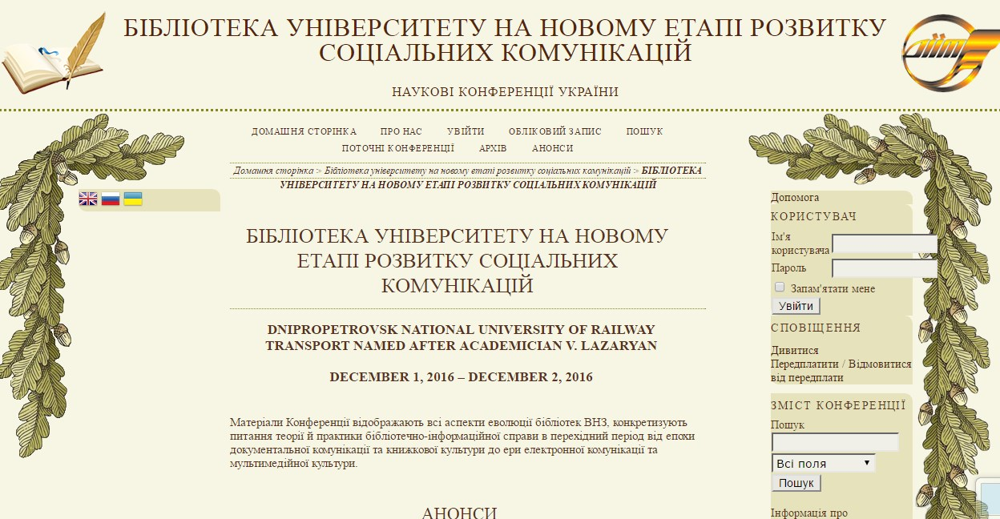 БІБЛІОТЕКА УНІВЕРСИТЕТУ НА НОВОМУ ЕТАПІ РОЗВИТКУ
СОЦІАЛЬНИХ КОМУНІКАЦІЙ
НАУКОВІ КОНФЕРЕНЦІЇ УКРАЇНИ
ДОМАШНЯ СТОРІНКА ПРО НАС УВІЙТИ ОБЛІКОВИЙ ЗАПИС ПОШУК
ПОТОЧНІ КОНФЕРЕНЦІЇ АРХІВ АНОНСИ
Домашня сторінка > Бібліотека університету на новому етапі розвитку соціальних комунікацій > БІБЛІОТЕКА
УНІВЕРСИТЕТУ НА НОВОМУ ЕТАПІ РОЗВИТКУ СОЦІАЛЬНИХ КОМУНІКАЦІЙ
БІБЛІОТЕКА УНІВЕРСИТЕТУ НА НОВОМУ
ЕТАПІ РОЗВИТКУ СОЦІАЛЬНИХ
КОМУНІКАЦІЙ
DNIPROPETROVSK NATIONAL UNIVERSITY OF RAILWAY
TRANSPORT NAMED AFTER ACADEMICIAN V. LAZARYAN
DECEMBER 1, 2016 – DECEMBER 2, 2016
Матеріали Конференції відображають всі аспекти еволюції бібліотек ВНЗ, конкретизують
питання теорії й практики бібліотечно-інформаційної справи в перехідний період від епохи
документальної комунікації та книжкової культури до ери електронної комунікації та
мультимедійної культури.
АНОНСИ
Допомога
КОРИСТУВАЧ
Ім'я
користувача
Пароль
Запам'ятати мене
Увійти
СПОВІЩЕННЯ
Дивитися
Передплатити / Відмовитися
від передплати
ЗМІСТ КОНФЕРЕНЦІЇ
Пошук
Всі поля
Пошук
Інформація про